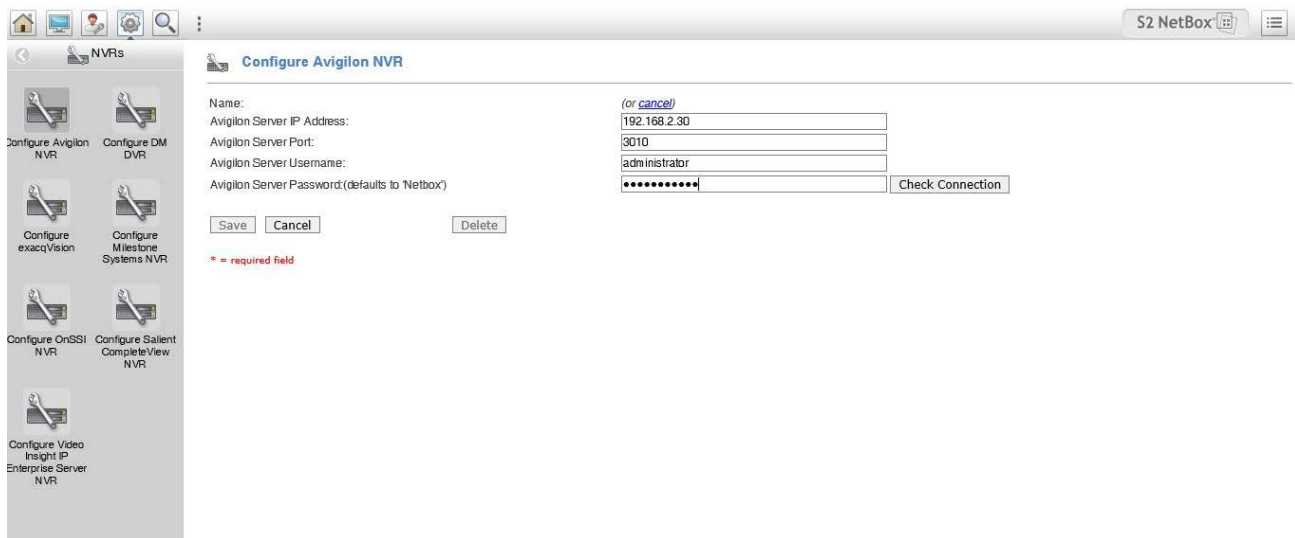 S2 NetBox
NVRs
Configure Avigilon NVR
Configure DM DVR
Configure exacqVision
Configure Milestone Systems NVR
Configure OnSSI NVR
Configure Salient CompleteView NVR
Configure Video Insight IP Enterprise Server NVR
Configure Avigilon NVR
Name: (or cancel)
Avigilon Server IP Address: 192.168.2.30
Avigilon Server Port: 3010
Avigilon Server Username: administrator
Avigilon Server Password:(defaults to 'Netbox') ●●●●●●●●●●● Check Connection
Save Cancel Delete
* = required field